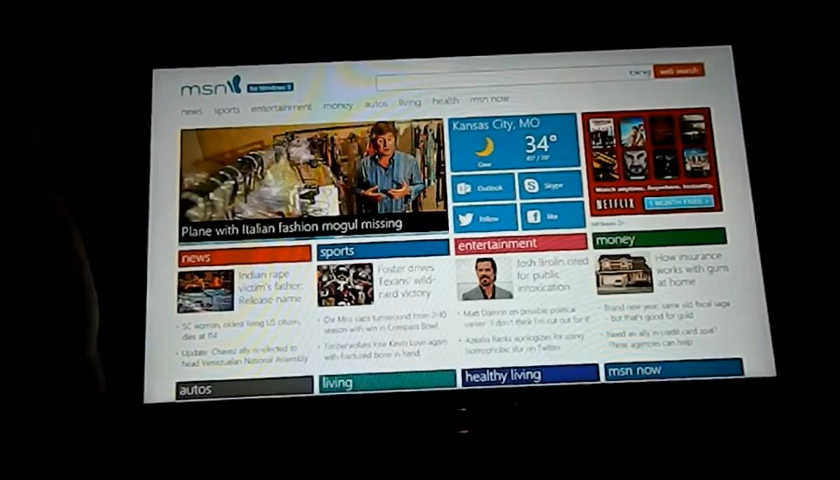 msn for Windows 8
bing web search
news sports entertainment money autos living health msn now
Plane with Italian fashion mogul missing
Kansas City, MO
34°
Clear
45°/20°
Outlook Skype
follow like
Watch anytime. Anywhere. Instantly.
NETFLIX 1 MONTH FREE
news
Indian rape
victim's father:
Release name
SC woman, oldest living US citizen,
dies at 114
Update: Chavez ally re-elected to
head Venezuelan National Assembly
sports
Foster drives
Texans' wild-
card victory
Ole Miss caps turnaround from 2-10
season with win in Compass Bowl
Timberwolves lose Kevin Love again
with fractured bone in hand
entertainment
Josh Brolin cited
for public
intoxication
Matt Damon on possible political
career: I don't think I'm cut out for it
Azealia Banks apologizes for using
homophobic slur on Twitter
money
How insurance
works with guns
at home
Brand new year, same old fiscal saga
- but that's good for gold
Need an ally in credit card spat?
These agencies can help
autos
living
healthy living
msn now